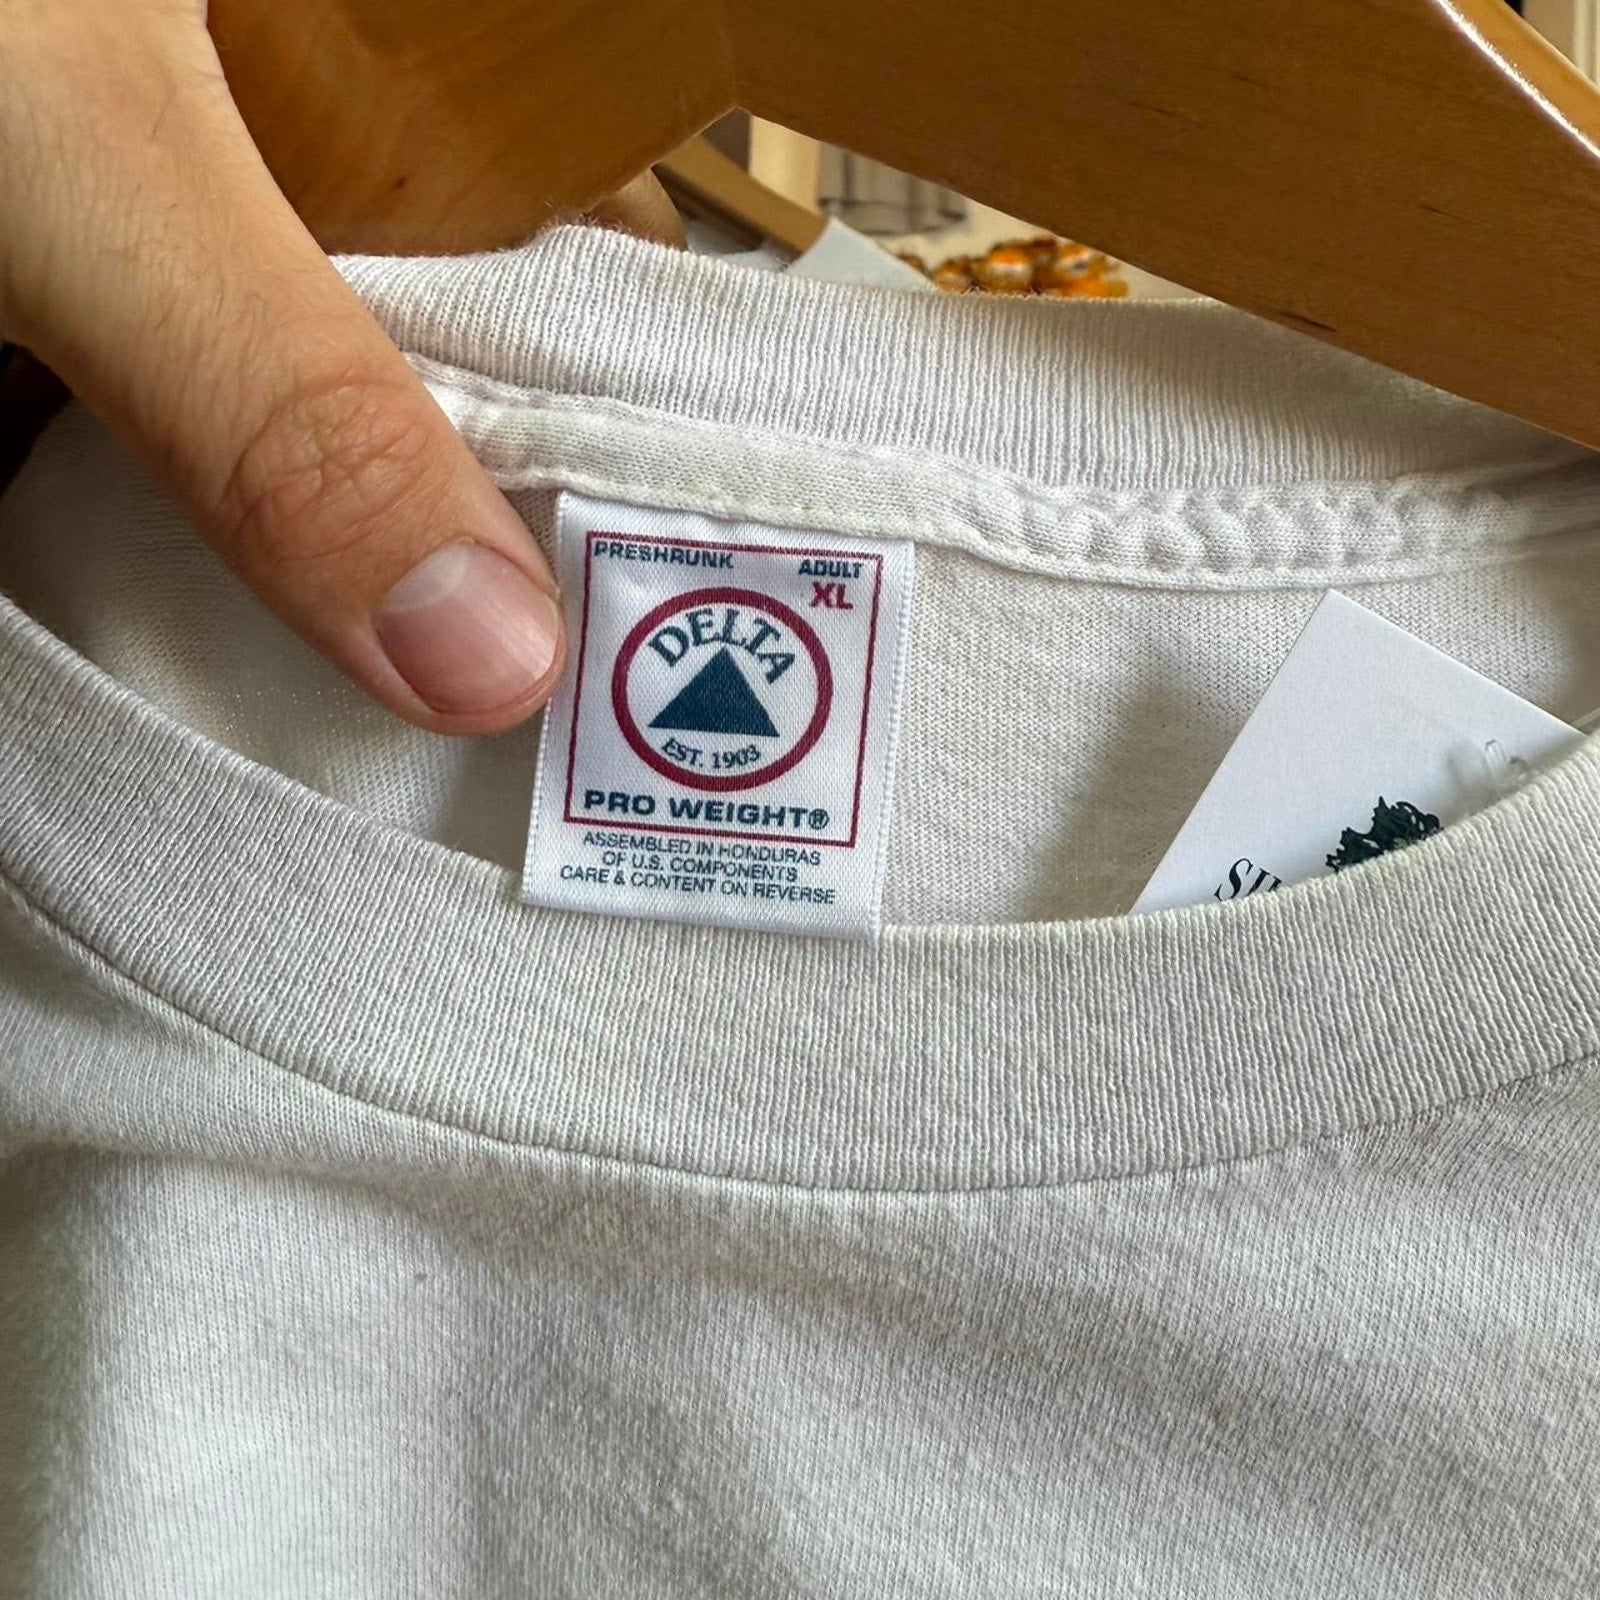 PRESHRUNK ADULT
XL
DELTA
EST. 1903
PRO WEIGHT®
ASSEMBLED IN HONDURAS
OF U.S. COMPONENTS
CARE & CONTENT ON REVERSE